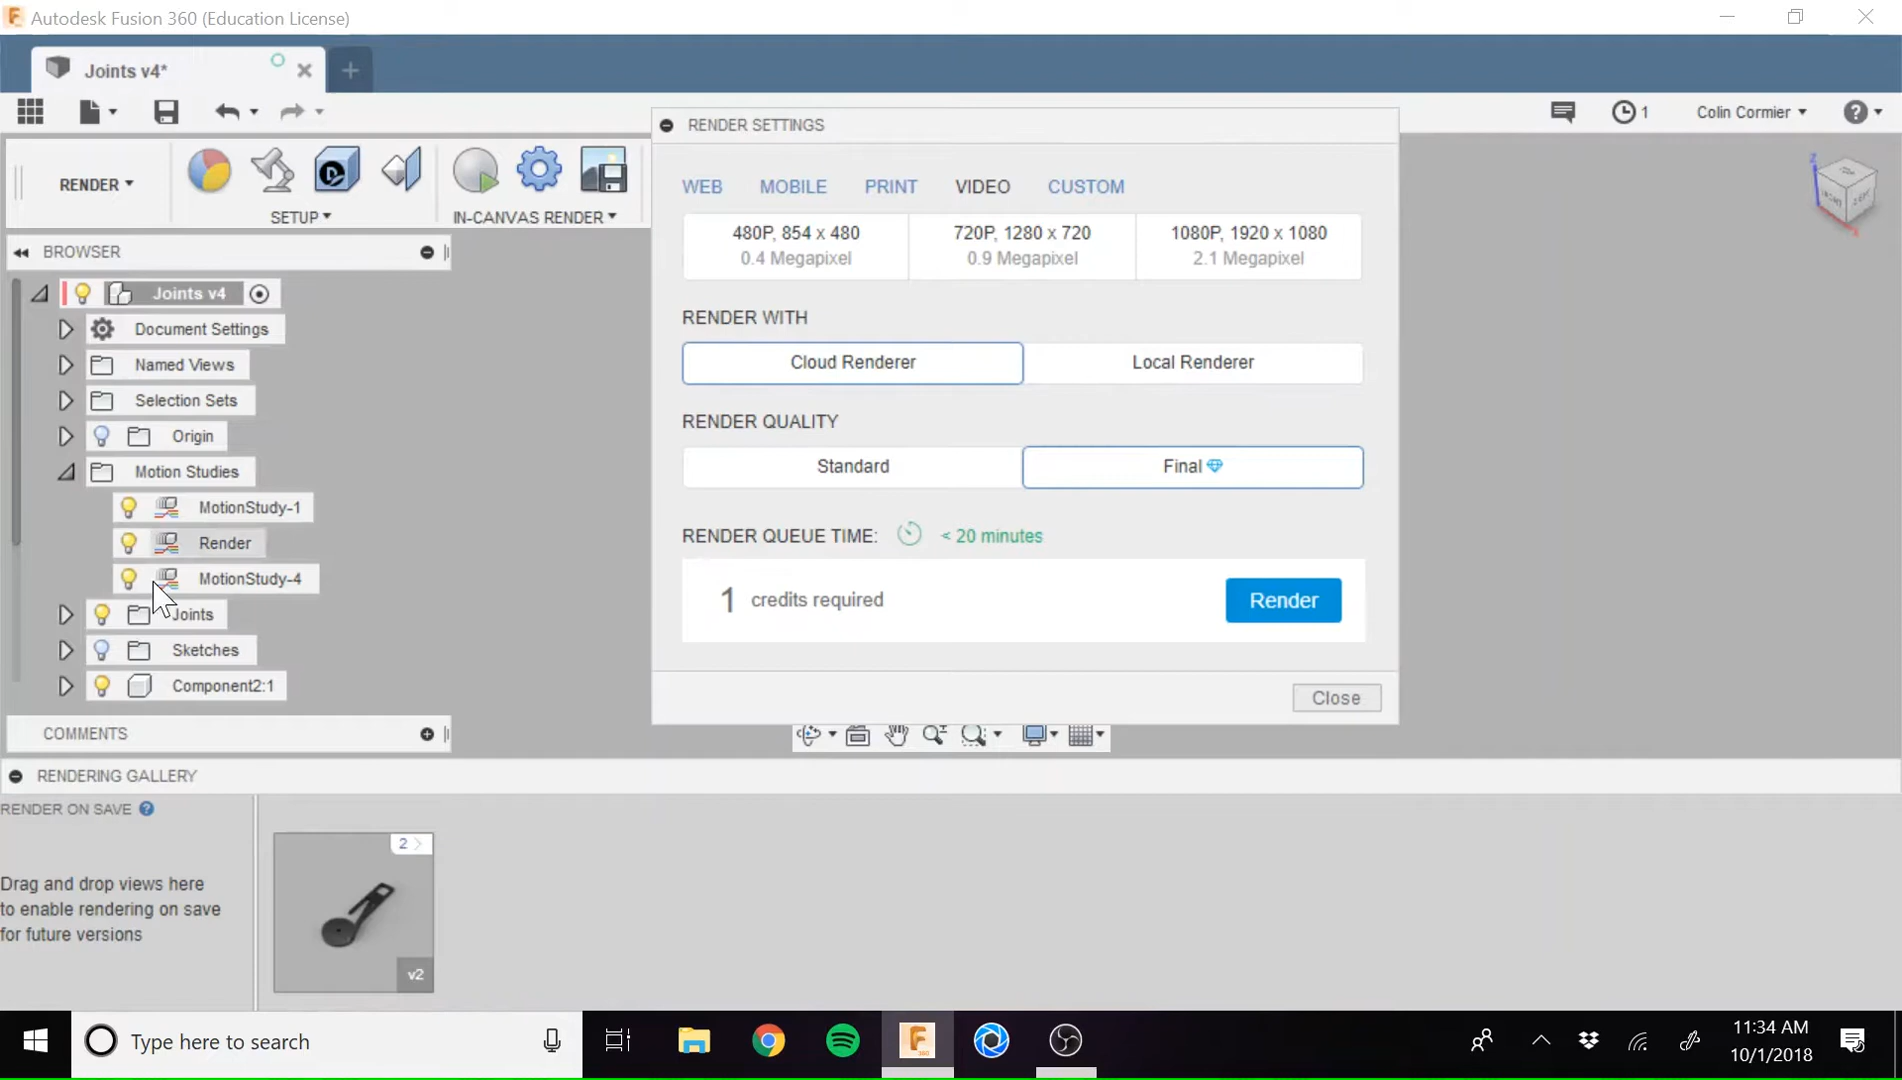 Autodesk Fusion 360 (Education License)
Joints v4*
1
Colin Cormier
RENDER
SETUP
IN-CANVAS RENDER
BROWSER
Joints v4
Document Settings
Named Views
Selection Sets
Origin
Motion Studies
MotionStudy-1
Render
MotionStudy-4
Joints
Sketches
Component2:1
COMMENTS
RENDER SETTINGS
WEB MOBILE PRINT VIDEO CUSTOM
480P, 854 x 480 720P, 1280 x 720 1080P, 1920 x 1080
0.4 Megapixel 0.9 Megapixel 2.1 Megapixel
RENDER WITH
Cloud Renderer Local Renderer
RENDER QUALITY
Standard Final
RENDER QUEUE TIME: < 20 minutes
1 credits required Render
Close
RENDERING GALLERY
RENDER ON SAVE
Drag and drop views here
to enable rendering on save
for future versions
2
v2
Type here to search
11:34 AM
10/1/2018